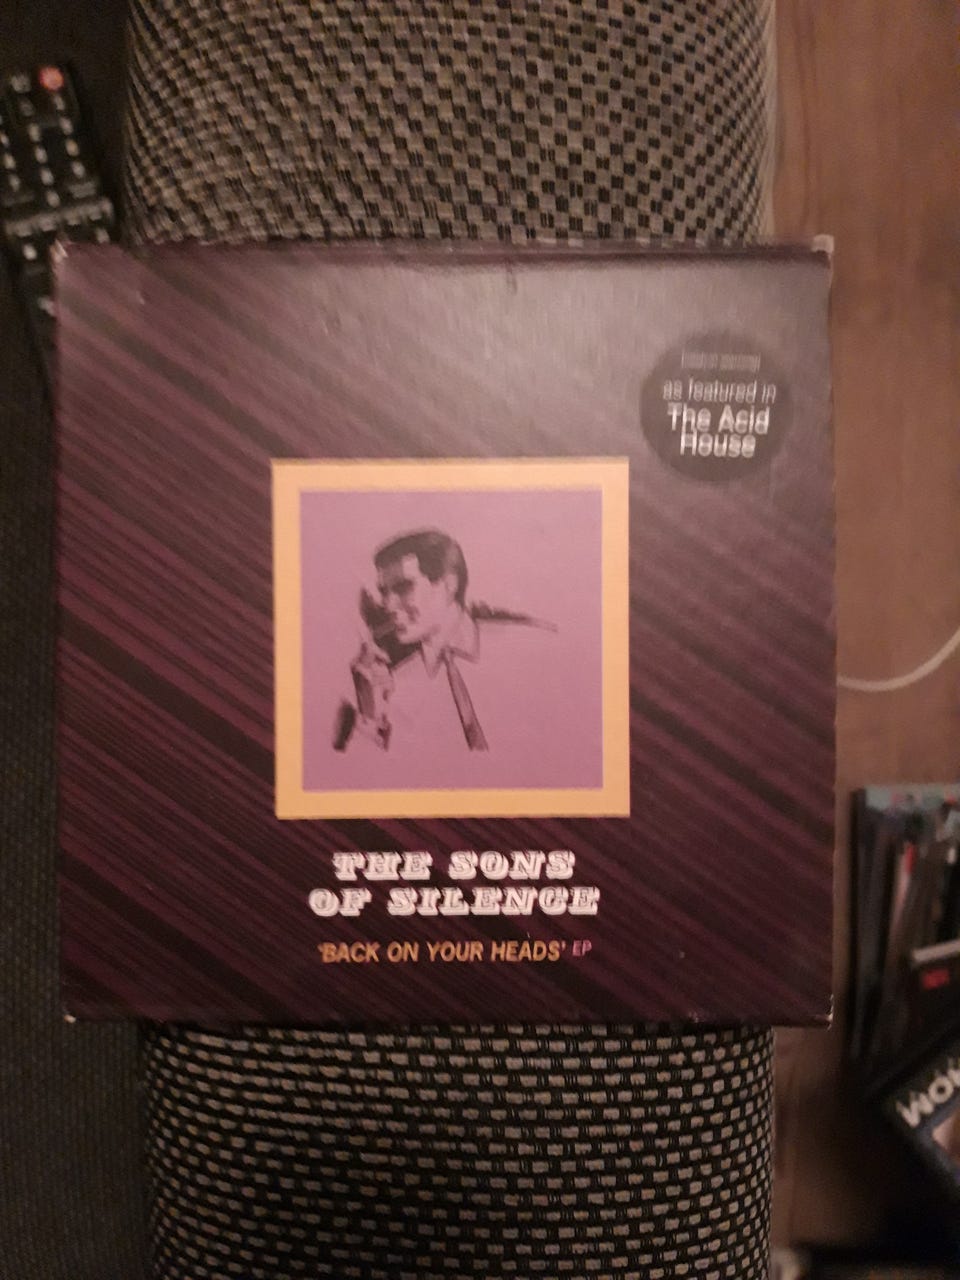 as featured in
The Acid
House
THE SONS
OF SILENCE
'BACK ON YOUR HEADS' EP